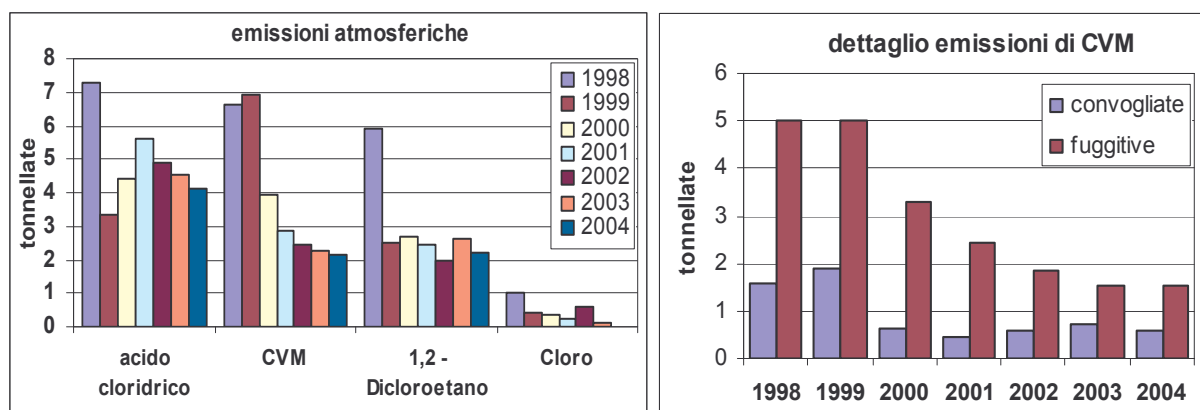 emissioni atmosferiche
tonnellate
8
7
6
5
4
3
2
1
0
1998
1999
2000
2001
2002
2003
2004
acido
cloridrico
CVM
1,2 -
Dicloroetano
Cloro
dettaglio emissioni di CVM
tonnellate
6
5
4
3
2
1
0
convogliate
fuggitive
1998 1999 2000 2001 2002 2003 2004